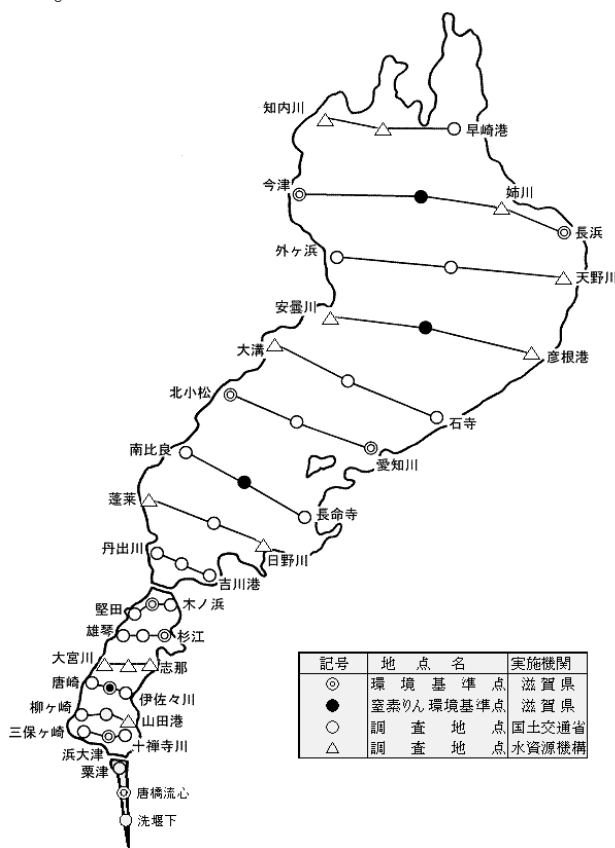 知内川
早崎港
今津
姉川
長浜
外ヶ浜
天野川
安曇川
大溝
彦根港
北小松
石寺
南比良
愛知川
蓬莱
長命寺
丹出川
日野川
吉川港
堅田
木ノ浜
雄琴
杉江
大宮川
志那
唐崎
伊佐々川
柳ヶ崎
山田港
三保ヶ崎
十禅寺川
浜大津
粟津
唐橋流心
洗堰下
記号 地点名 実施機関
◎ 環境基準点 滋賀県
● 窒素りん環境基準点 滋賀県
○ 調査地点 国土交通省
△ 調査地点 水資源機構